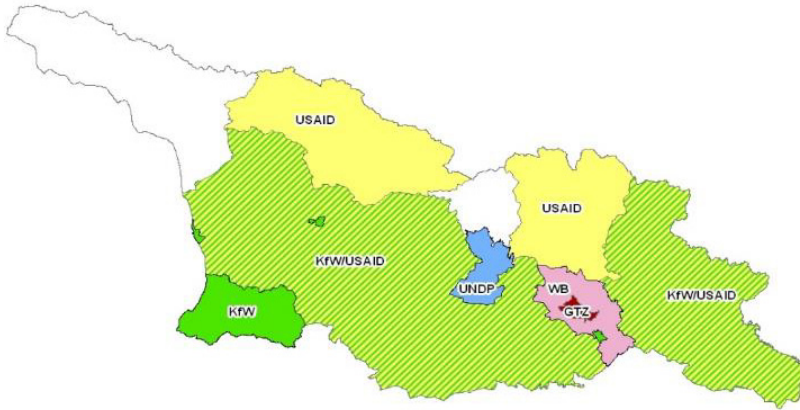 USAID
USAID
KfW/USAID
UNDP
WB
KfW/USAID
KfW
GTZ